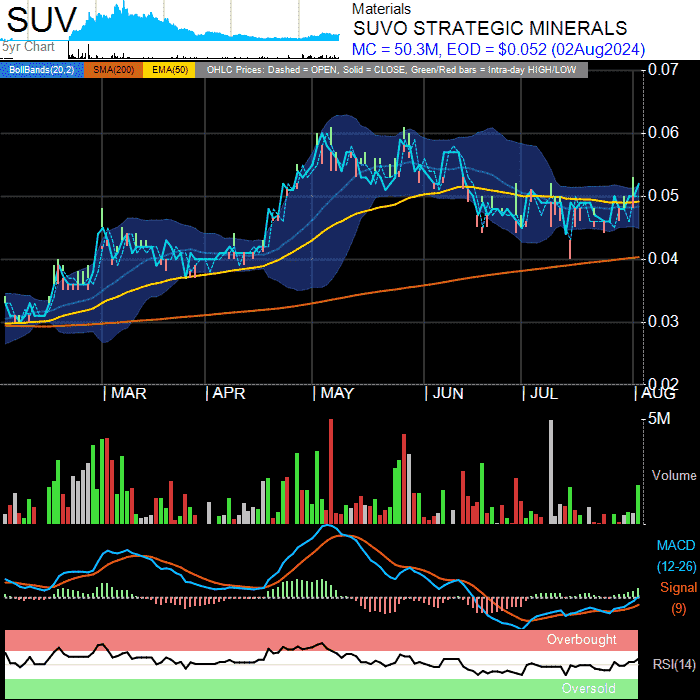 SUV
5yr Chart
Materials
SUVO STRATEGIC MINERALS
MC = 50.3M, EOD = $0.052 (02Aug2024)
BollBands(20,2) SMA(200) EMA(50) OHLC Prices: Dashed = OPEN, Solid = CLOSE, Green/Red bars = Intra-day HIGH/LOW
0.07
0.06
0.05
0.04
0.03
0.02
MAR APR MAY JUN JUL AUG
5M
Volume
MACD
(12-26)
Signal
(9)
Overbought
RSI(14)
Oversold